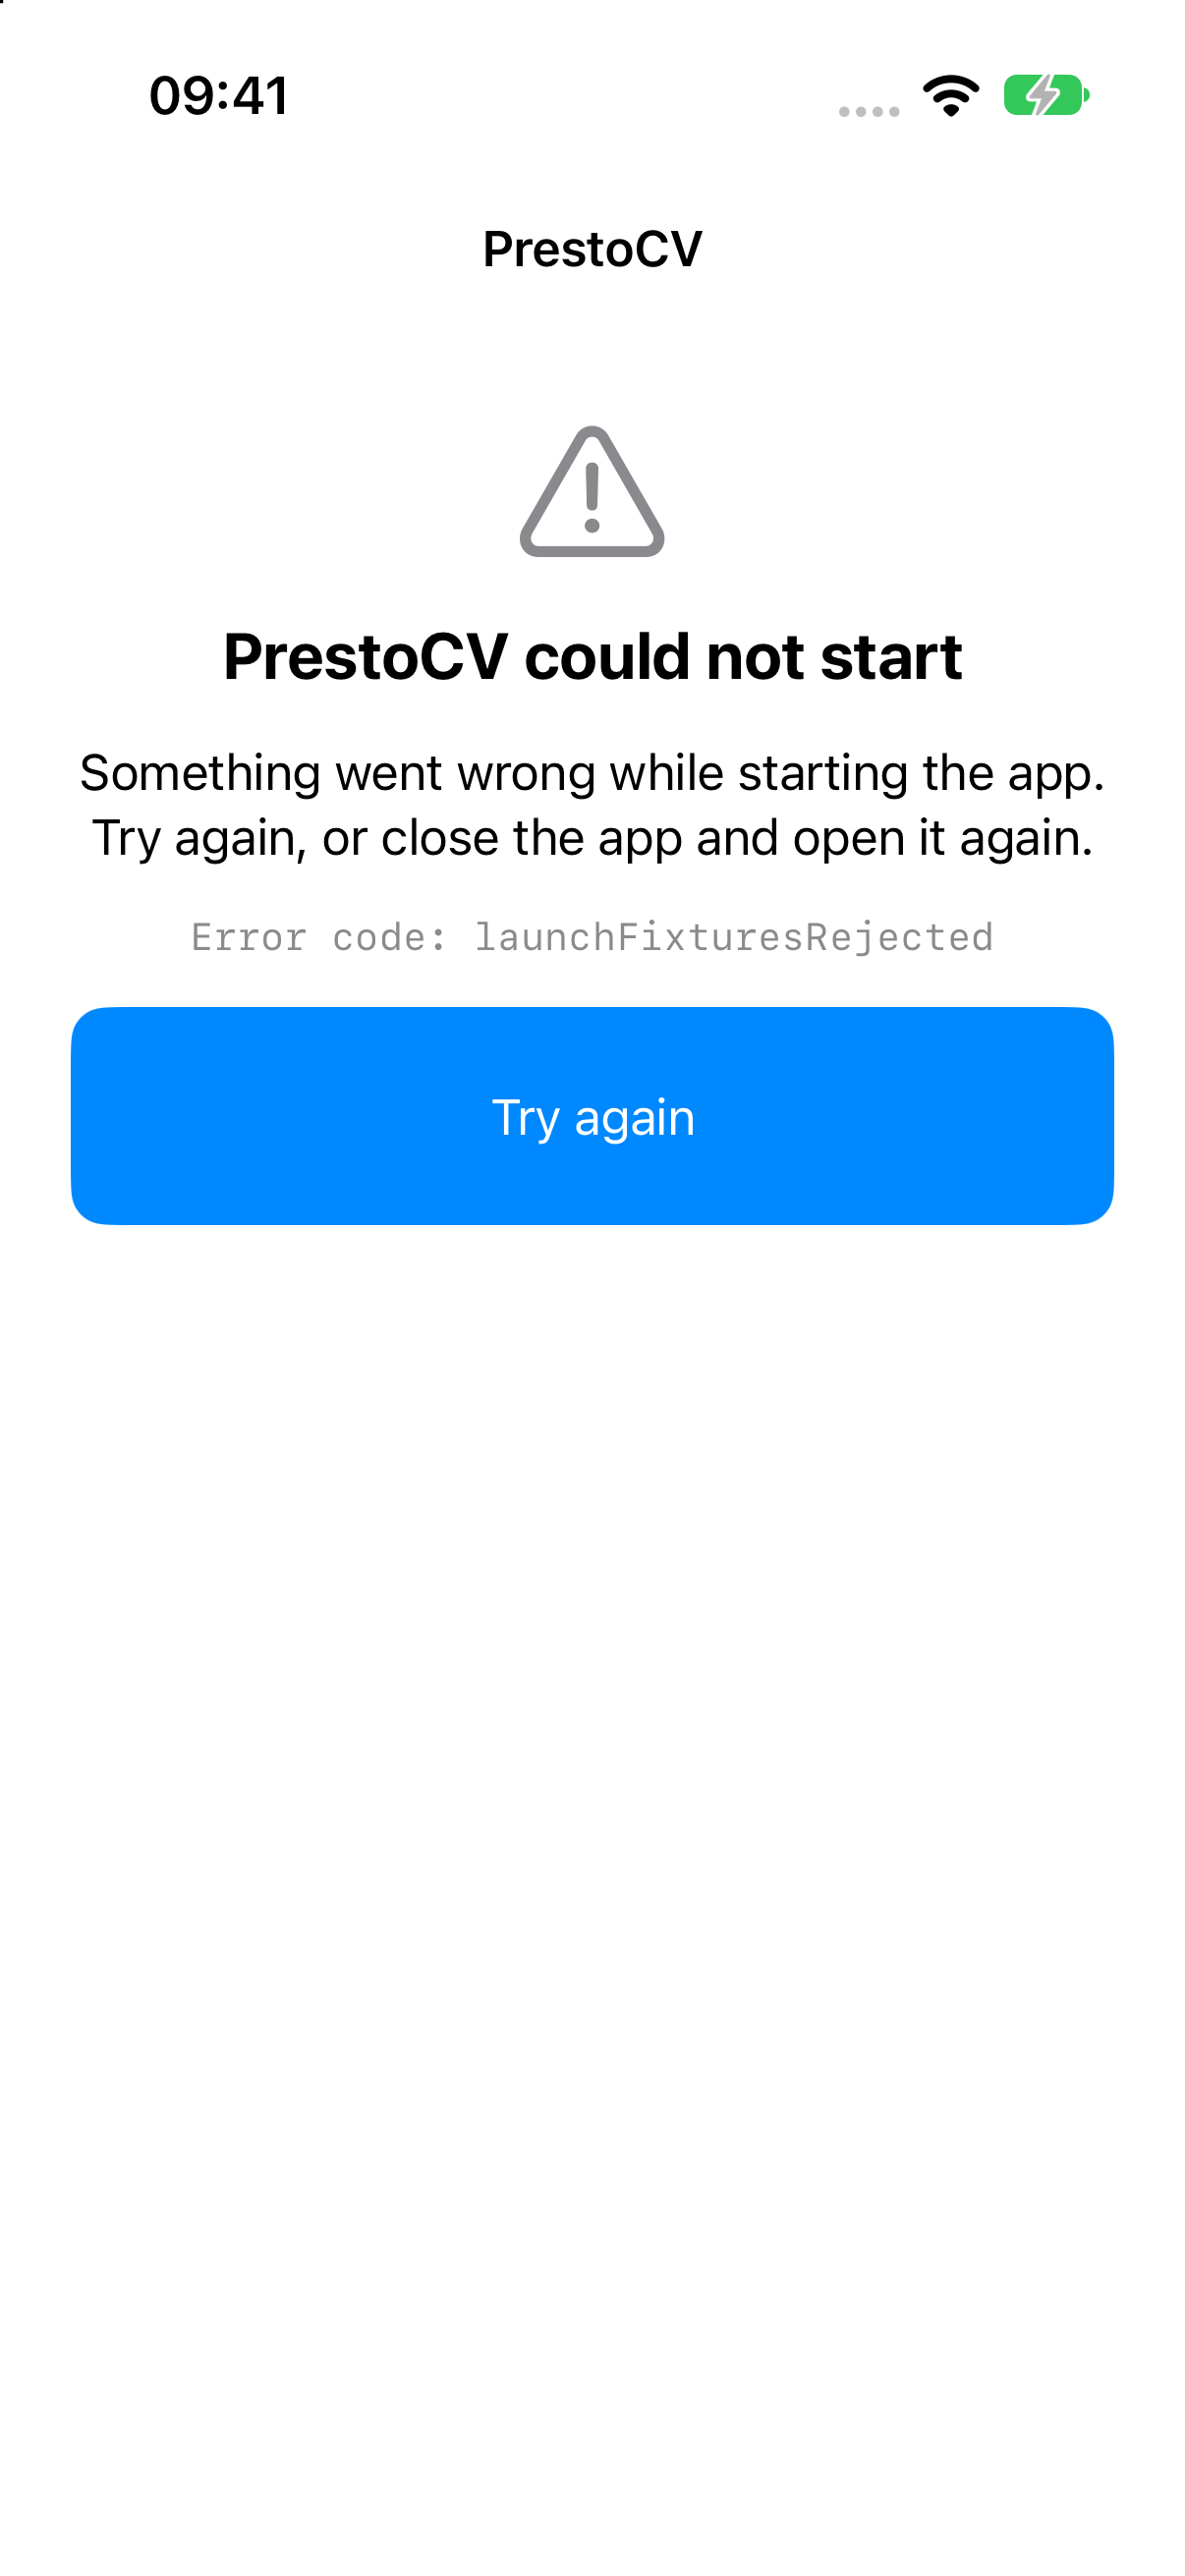 09:41
PrestoCV
PrestoCV could not start
Something went wrong while starting the app.
Try again, or close the app and open it again.
Error code: launchFixturesRejected
Try again